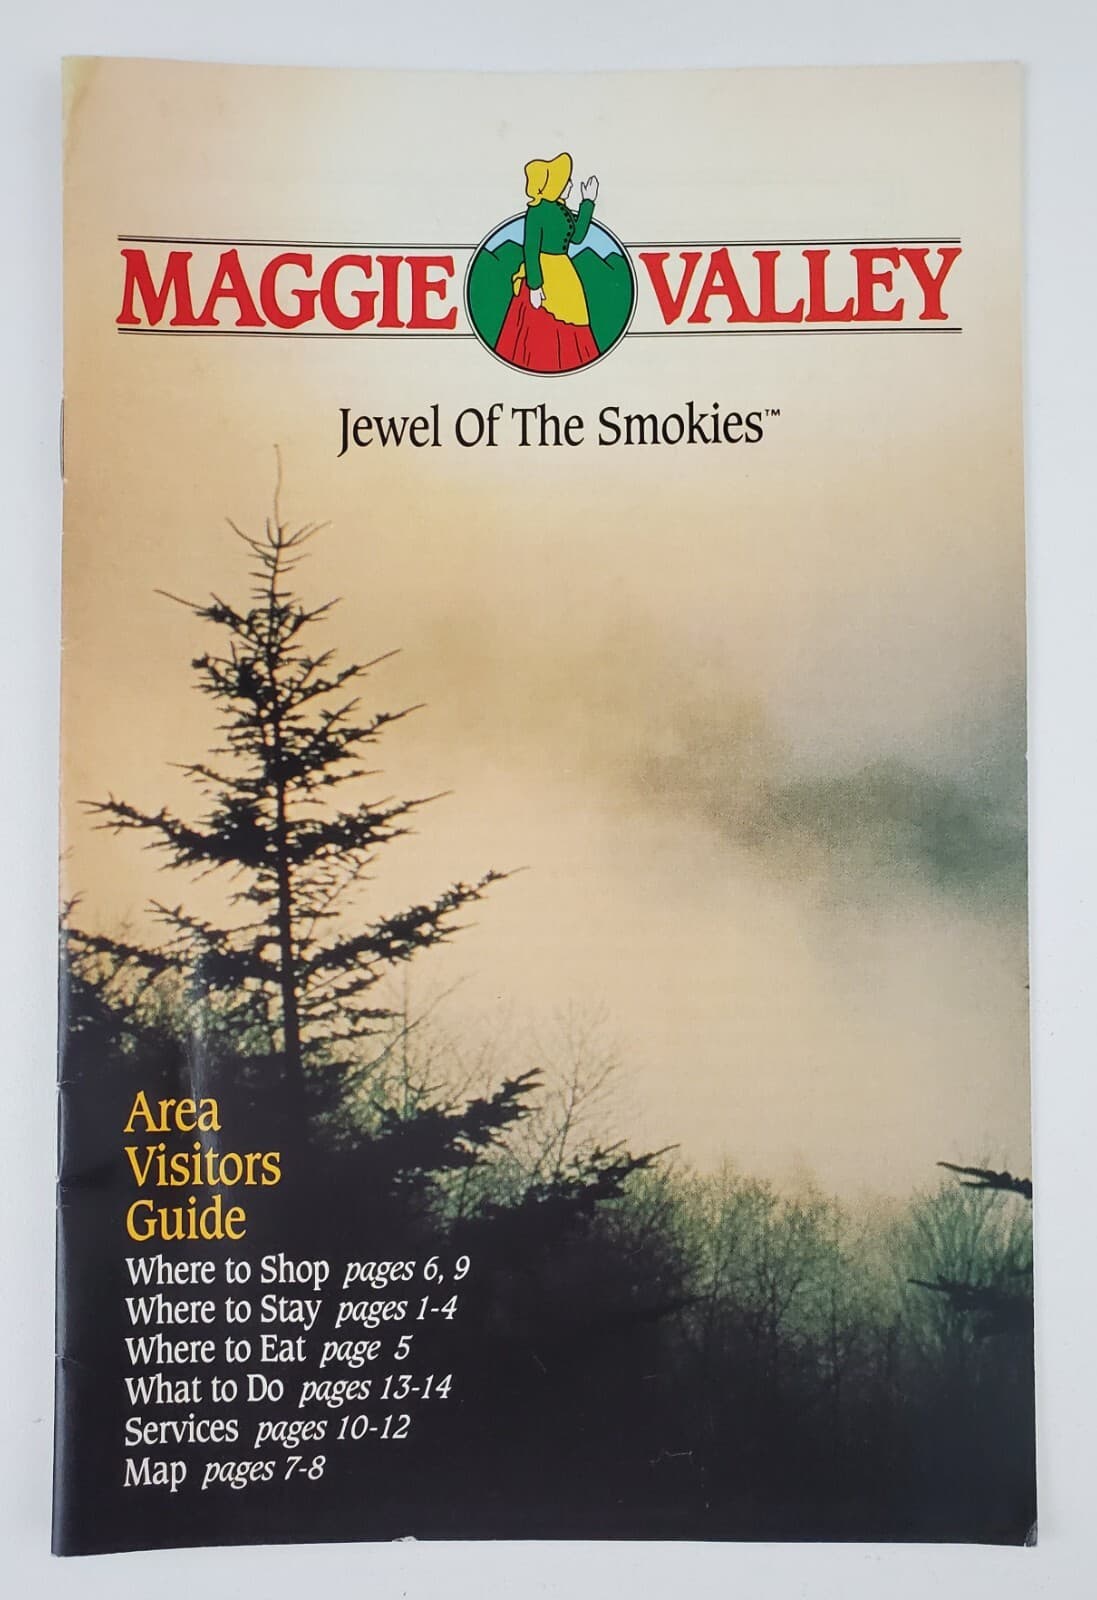 MAGGIE VALLEY
Jewel Of The Smokies™
Area
Visitors
Guide
Where to Shop pages 6, 9
Where to Stay pages 1-4
Where to Eat page 5
What to Do pages 13-14
Services pages 10-12
Map pages 7-8